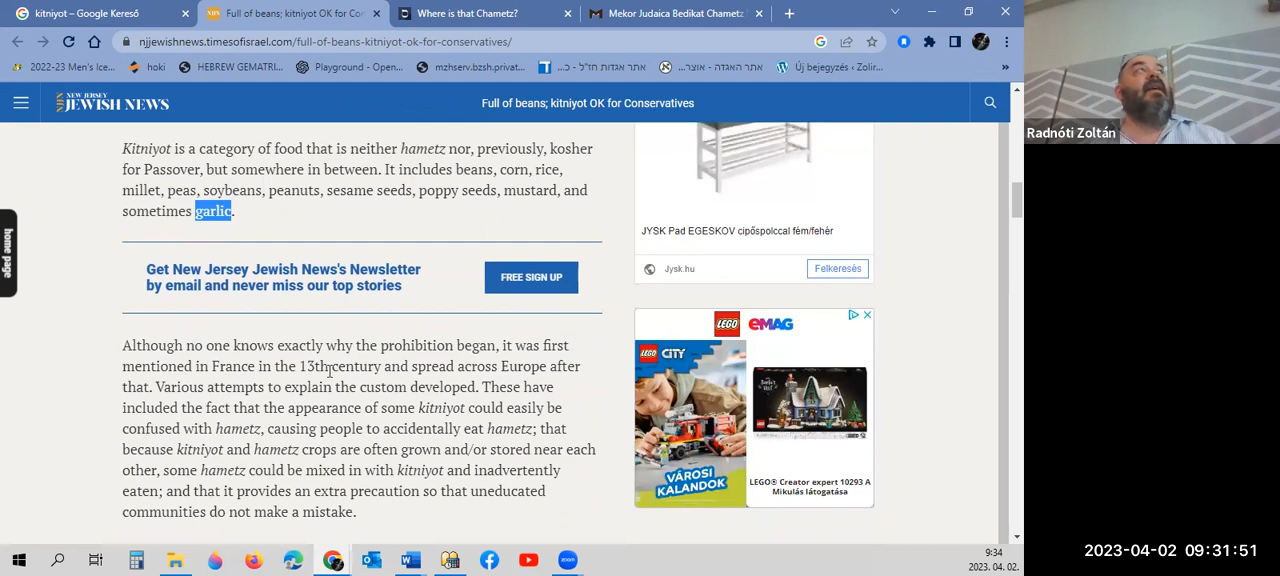 kitniyot – Google Kereső
Full of beans; kitniyot OK for Con
Where is that Chametz?
Mekor Judaica Bedikat Chametz
njjewishnews.timesofisrael.com/full-of-beans-kitniyot-ok-for-conservatives/
2022-23 Men's Ice...
hoki
HEBREW GEMATRI...
Playground - Open...
mzhserv.bzsh.privat...
אתר אגדות חז"ל - כ...
אתר האגדה - אוצר...
Új bejegyzés ‹ Zolir...
NEW JERSEY
JEWISH NEWS
Full of beans; kitniyot OK for Conservatives
Radnóti Zoltán
Kitniyot is a category of food that is neither hametz nor, previously, kosher
for Passover, but somewhere in between. It includes beans, corn, rice,
millet, peas, soybeans, peanuts, sesame seeds, poppy seeds, mustard, and
sometimes garlic.
home page
Get New Jersey Jewish News's Newsletter
by email and never miss our top stories
FREE SIGN UP
JYSK Pad EGESKOV cipőspolccal fém/fehér
Jysk.hu
Felkeresés
Although no one knows exactly why the prohibition began, it was first
mentioned in France in the 13th century and spread across Europe after
that. Various attempts to explain the custom developed. These have
included the fact that the appearance of some kitniyot could easily be
confused with hametz, causing people to accidentally eat hametz; that
because kitniyot and hametz crops are often grown and/or stored near each
other, some hametz could be mixed in with kitniyot and inadvertently
eaten; and that it provides an extra precaution so that uneducated
communities do not make a mistake.
LEGO
eMAG
LEGO CITY
VÁROSI
KALANDOK
LEGO® Creator expert 10293 A
Mikulás látogatása
9:34
2023. 04. 02.
2023-04-02 09:31:51